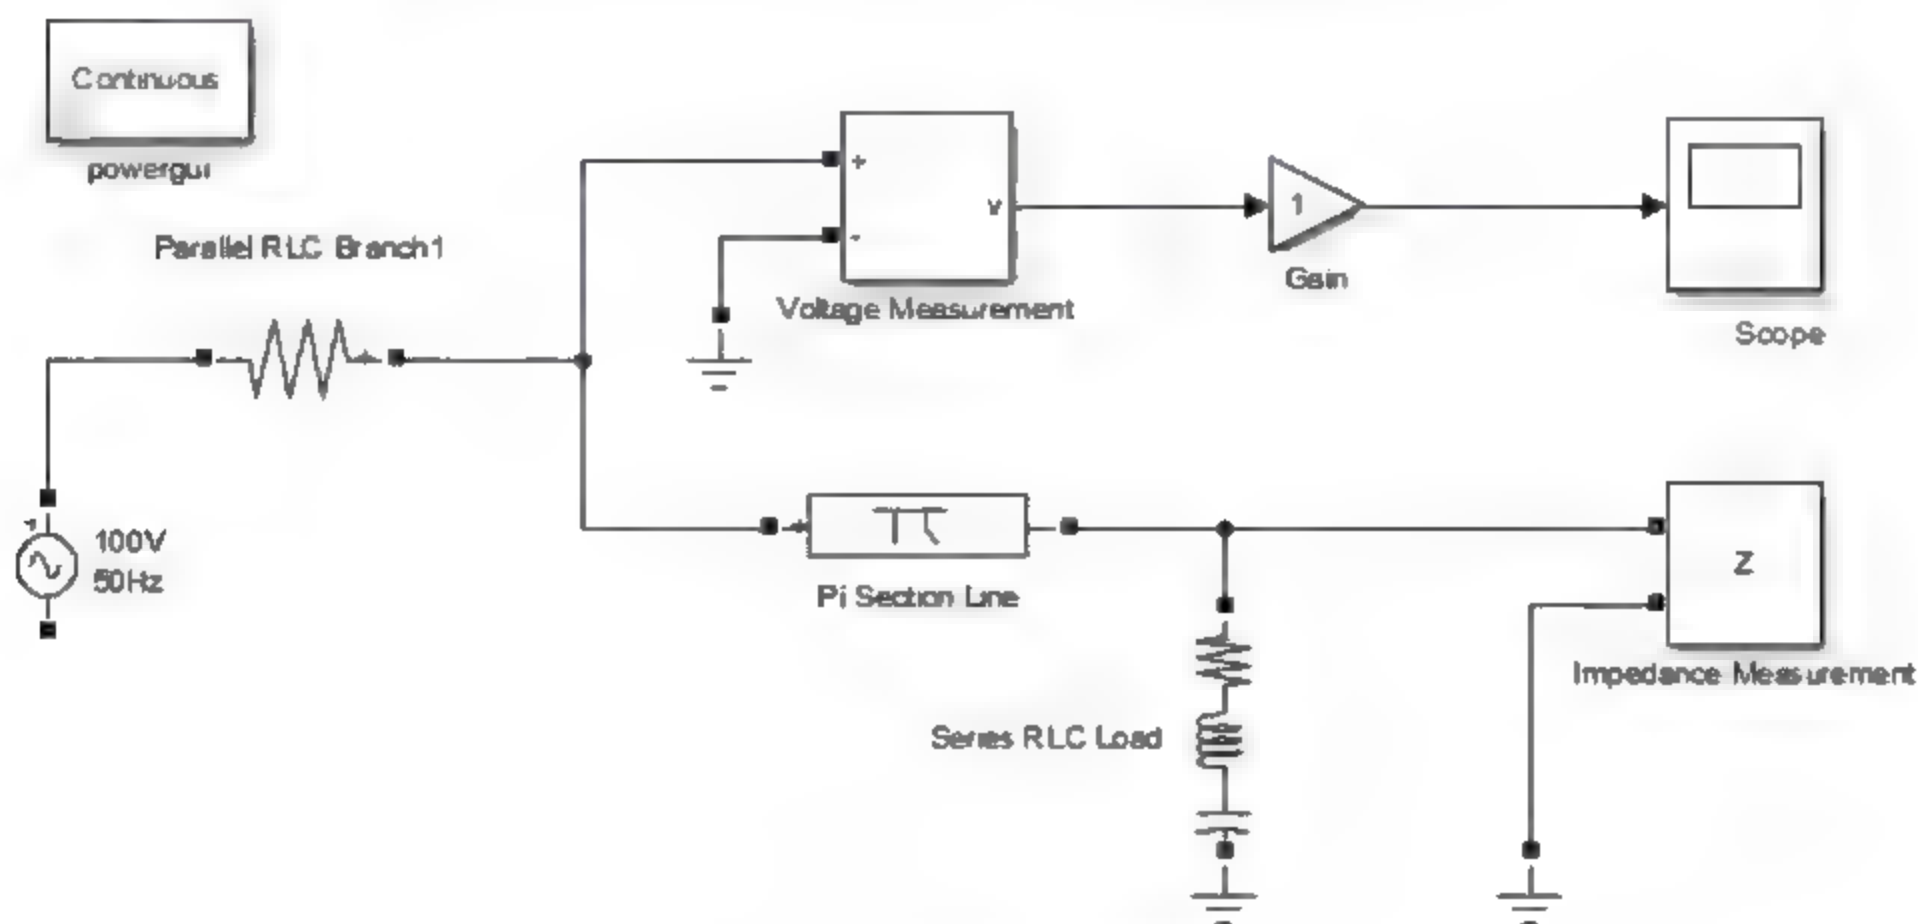 Continuous
powergui
Parallel RLC Branch1
+
v
-
Voltage Measurement
1
Gain
Scope
100V
50Hz
Pi Section Line
Z
Impedance Measurement
Series RLC Load